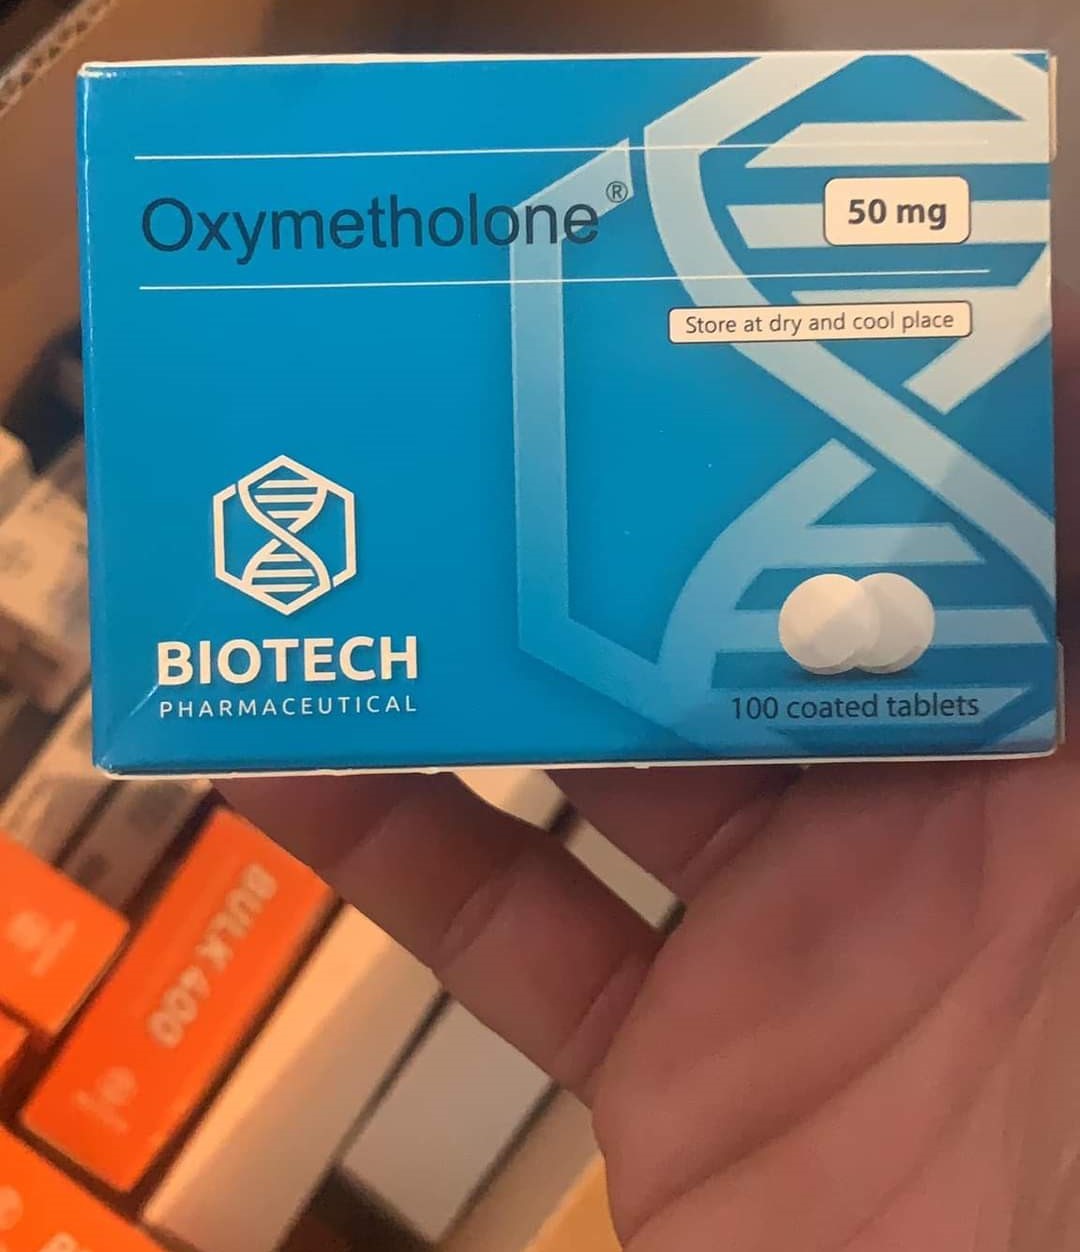 Oxymetholone®
50 mg
Store at dry and cool place
BIOTECH
PHARMACEUTICAL
100 coated tablets
BULK 400